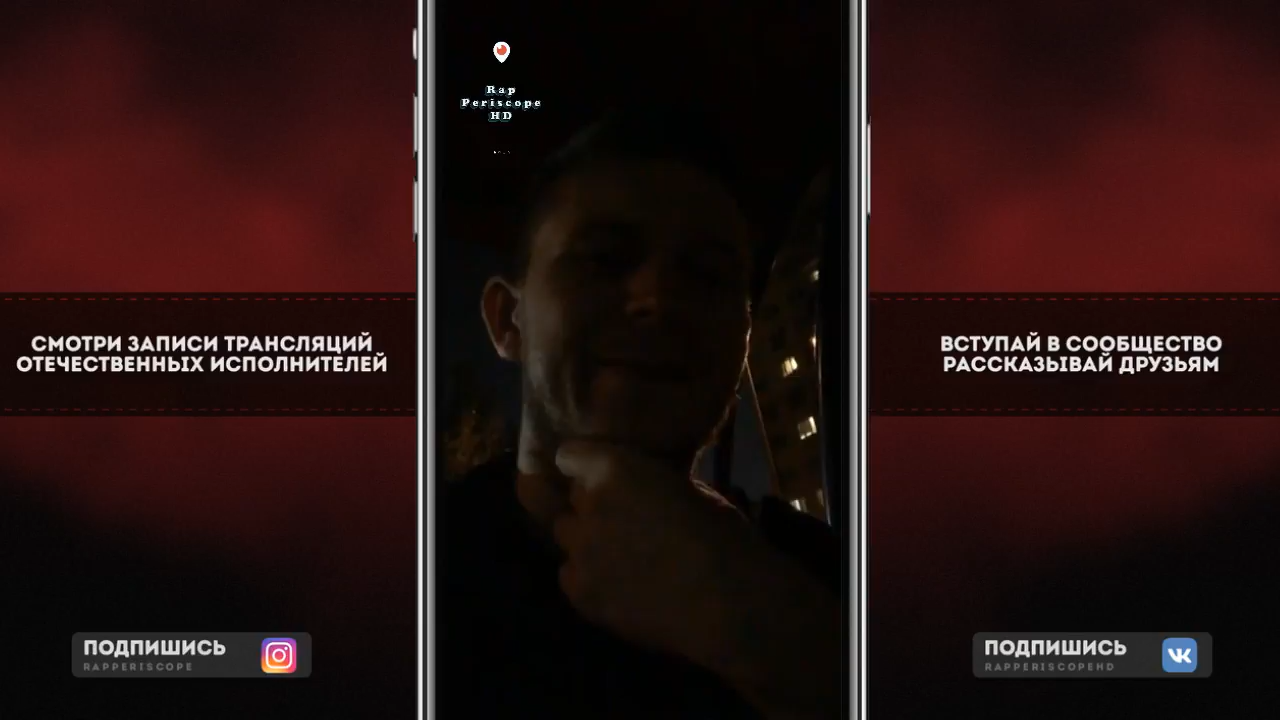 Rap
Periscope
HD
СМОТРИ ЗАПИСИ ТРАНСЛЯЦИЙ
ОТЕЧЕСТВЕННЫХ ИСПОЛНИТЕЛЕЙ
ВСТУПАЙ В СООБЩЕСТВО
РАССКАЗЫВАЙ ДРУЗЬЯМ
ПОДПИШИСЬ
RAPPERISCOPE
ПОДПИШИСЬ
RAPPERISCOPEHD